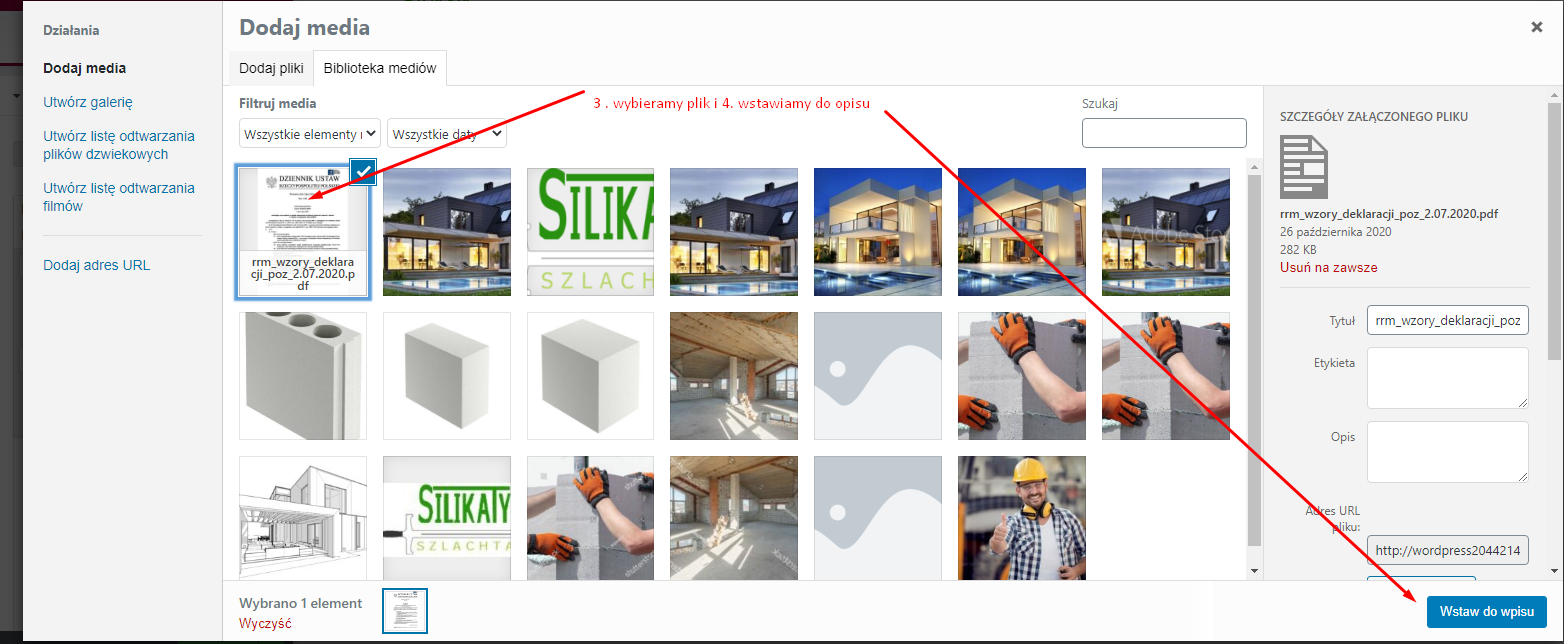 Działania
Dodaj media
Utwórz galerię
Utwórz listę odtwarzania
plików dzwiekowych
Utwórz listę odtwarzania
filmów
Dodaj adres URL
Dodaj media
Dodaj pliki
Biblioteka mediów
Filtruj media
3 . wybieramy plik i 4. wstawiamy do opisu
Szukaj
Wszystkie elementy
Wszystkie daty
DZIENNIK USTAW
RZECZYPOSPOLITEJ POLSKIEJ
rrm_wzory_deklara
cji_poz_2.07.2020.p
df
SILIKA
SZLACH
Adobe Sto
SILIKATY
SZLACHTA
SZCZEGÓŁY ZAŁĄCZONEGO PLIKU
rrm_wzory_deklaracji_poz_2.07.2020.pdf
26 października 2020
282 KB
Usuń na zawsze
Tytuł
rrm_wzory_deklaracji_poz
Etykieta
Opis
Adres URL
pliku:
http://wordpress2044214
Wybrano 1 element
Wyczyść
Wstaw do wpisu